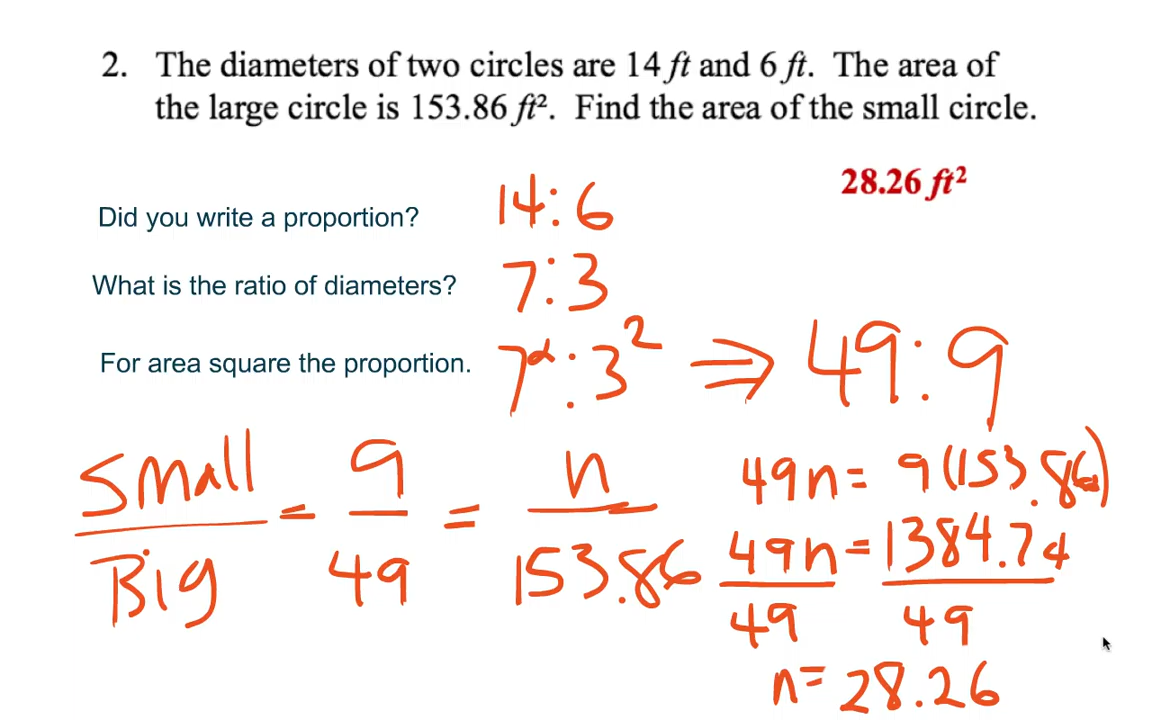 2. The diameters of two circles are 14 ft and 6 ft. The area of
the large circle is 153.86 ft². Find the area of the small circle.
28.26 ft²
Did you write a proportion? 14:6
What is the ratio of diameters? 7:3
For area square the proportion. 7²:3² ⇒ 49:9
Small/Big = 9/49 = n/153.86
49n = 9(153.86)
49n/49 = 1384.74/49
n = 28.26